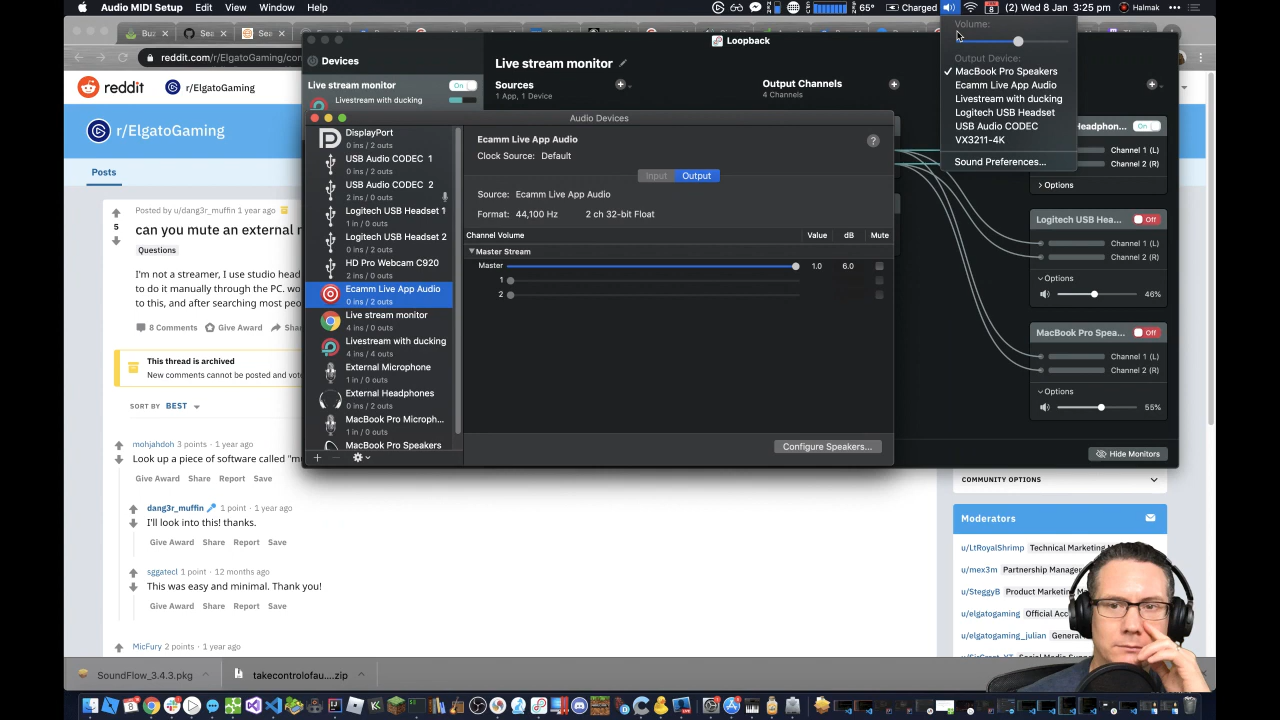 Audio MIDI Setup Edit View Window Help
65° Charged (2) Wed 8 Jan 3:25 pm Halmak
Volume:
Output Device:
✓ MacBook Pro Speakers
Ecamm Live App Audio
Livestream with ducking
Logitech USB Headset
USB Audio CODEC
VX3211-4K
Sound Preferences...
reddit.com/r/ElgatoGaming/con
reddit r/ElgatoGaming
r/ElgatoGaming
Posts
Posted by u/dang3r_muffin 1 year ago
5
can you mute an external
Questions
I'm not a streamer, I use studio head
to do it manually through the PC. wo
to this, and after searching most peo
8 Comments Give Award Sha
This thread is archived
New comments cannot be posted and vote
SORT BY BEST
mohjahdoh 3 points · 1 year ago
Look up a piece of software called "m
Give Award Share Report Save
dang3r_muffin 1 point · 1 year ago
I'll look into this! thanks.
Give Award Share Report Save
sggatecl 1 point · 12 months ago
This was easy and minimal. Thank you!
Give Award Share Report Save
MicFury 2 points · 1 year ago
Loopback
Devices
Live stream monitor On
Livestream with ducking
Live stream monitor
Sources
1 App, 1 Device
Output Channels
4 Channels
Audio Devices
DisplayPort
0 ins / 2 outs
USB Audio CODEC 1
0 ins / 2 outs
USB Audio CODEC 2
2 ins / 0 outs
Logitech USB Headset 1
1 in / 0 outs
Logitech USB Headset 2
0 ins / 2 outs
HD Pro Webcam C920
2 ins / 0 outs
Ecamm Live App Audio
0 ins / 2 outs
Live stream monitor
4 ins / 0 outs
Livestream with ducking
4 ins / 4 outs
External Microphone
1 in / 0 outs
External Headphones
0 ins / 2 outs
MacBook Pro Microph...
1 in / 0 outs
MacBook Pro Speakers
Ecamm Live App Audio
Clock Source: Default
?
Input Output
Source: Ecamm Live App Audio
Format: 44,100 Hz 2 ch 32-bit Float
Channel Volume Value dB Mute
Master Stream
Master 1.0 6.0
1
2
Configure Speakers...
Headphon... On
Channel 1 (L)
Channel 2 (R)
Options
Logitech USB Hea... Off
Channel 1 (L)
Channel 2 (R)
Options
46%
MacBook Pro Spea... Off
Channel 1 (L)
Channel 2 (R)
Options
55%
Hide Monitors
COMMUNITY OPTIONS
Moderators
u/LtRoyalShrimp Technical Marketing M
u/mex3m Partnership Manager
u/SteggyB Product Marketing
u/elgatogaming Official Acco
u/elgatogaming_julian General
SoundFlow_3.4.3.pkg
takecontrolofau....zip